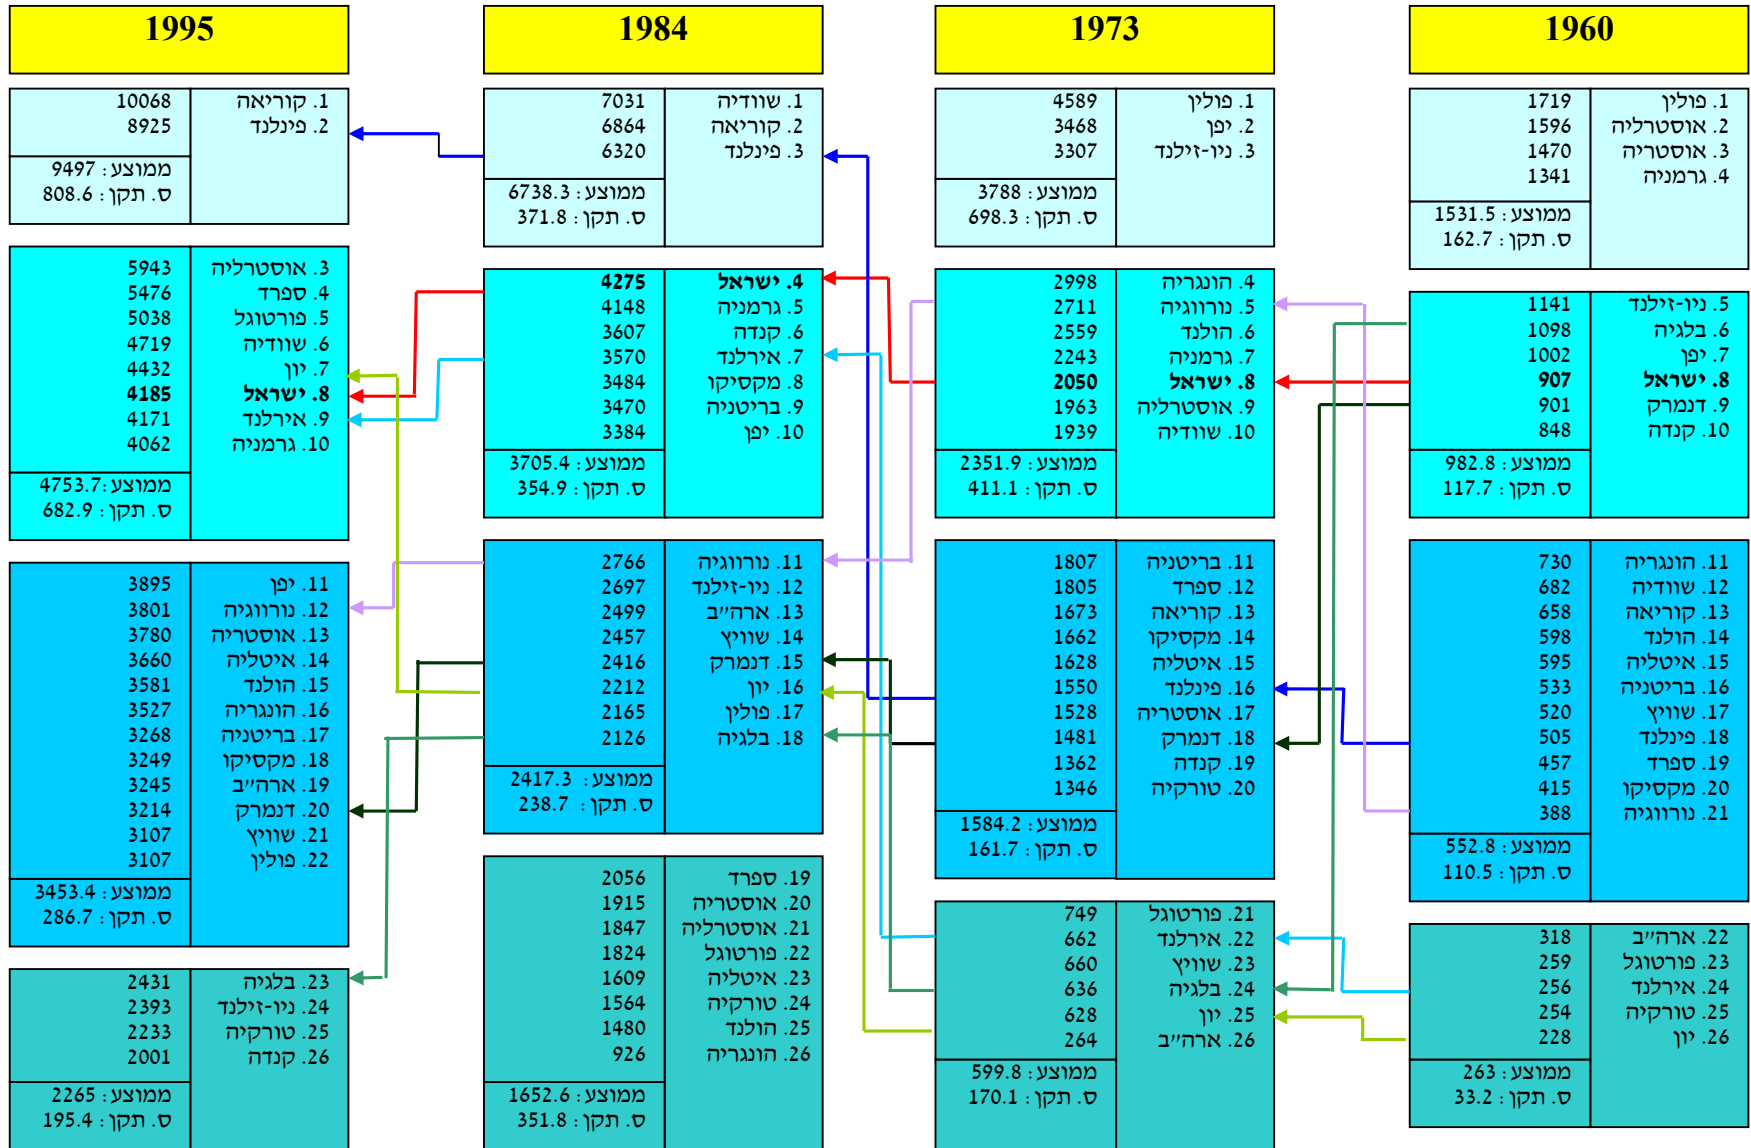 1960
1. פולין 1719
2. אוסטרליה 1596
3. אוסטריה 1470
4. גרמניה 1341
ממוצע: 1531.5
ס. תקן: 162.7
5. ניו-זילנד 1141
6. בלגיה 1098
7. יפן 1002
8. ישראל 907
9. דנמרק 901
10. קנדה 848
ממוצע: 982.8
ס. תקן: 117.7
11. הונגריה 730
12. שוודיה 682
13. קוריאה 658
14. הולנד 598
15. איטליה 595
16. בריטניה 533
17. שוויץ 520
18. פינלנד 505
19. ספרד 457
20. מקסיקו 415
21. נורווגיה 388
ממוצע: 552.8
ס. תקן: 110.5
22. ארה״ב 318
23. פורטוגל 259
24. אירלנד 256
25. טורקיה 254
26. יון 228
ממוצע: 263
ס. תקן: 33.2
1973
1. פולין 4589
2. יפן 3468
3. ניו-זילנד 3307
ממוצע: 3788
ס. תקן: 698.3
4. הונגריה 2998
5. נורווגיה 2711
6. הולנד 2559
7. גרמניה 2243
8. ישראל 2050
9. אוסטרליה 1963
10. שוודיה 1939
ממוצע: 2351.9
ס. תקן: 411.1
11. בריטניה 1807
12. ספרד 1805
13. קוריאה 1673
14. מקסיקו 1662
15. איטליה 1628
16. פינלנד 1550
17. אוסטריה 1528
18. דנמרק 1481
19. קנדה 1362
20. טורקיה 1346
ממוצע: 1584.2
ס. תקן: 161.7
21. פורטוגל 749
22. אירלנד 662
23. שוויץ 660
24. בלגיה 636
25. יון 628
26. ארה״ב 264
ממוצע: 599.8
ס. תקן: 170.1
1984
1. שוודיה 7031
2. קוריאה 6864
3. פינלנד 6320
ממוצע: 6738.3
ס. תקן: 371.8
4. ישראל 4275
5. גרמניה 4148
6. קנדה 3607
7. אירלנד 3570
8. מקסיקו 3484
9. בריטניה 3470
10. יפן 3384
ממוצע: 3705.4
ס. תקן: 354.9
11. נורווגיה 2766
12. ניו-זילנד 2697
13. ארה״ב 2499
14. שוויץ 2457
15. דנמרק 2416
16. יון 2212
17. פולין 2165
18. בלגיה 2126
ממוצע: 2417.3
ס. תקן: 238.7
19. ספרד 2056
20. אוסטריה 1915
21. אוסטרליה 1847
22. פורטוגל 1824
23. איטליה 1609
24. טורקיה 1564
25. הולנד 1480
26. הונגריה 926
ממוצע: 1652.6
ס. תקן: 351.8
1995
1. קוריאה 10068
2. פינלנד 8925
ממוצע: 9497
ס. תקן: 808.6
3. אוסטרליה 5943
4. ספרד 5476
5. פורטוגל 5038
6. שוודיה 4719
7. יון 4432
8. ישראל 4185
9. אירלנד 4171
10. גרמניה 4062
ממוצע: 4753.7
ס. תקן: 682.9
11. יפן 3895
12. נורווגיה 3801
13. אוסטריה 3780
14. איטליה 3660
15. הולנד 3581
16. הונגריה 3527
17. בריטניה 3268
18. מקסיקו 3249
19. ארה״ב 3245
20. דנמרק 3214
21. שוויץ 3107
22. פולין 3107
ממוצע: 3453.4
ס. תקן: 286.7
23. בלגיה 2431
24. ניו-זילנד 2393
25. טורקיה 2233
26. קנדה 2001
ממוצע: 2265
ס. תקן: 195.4